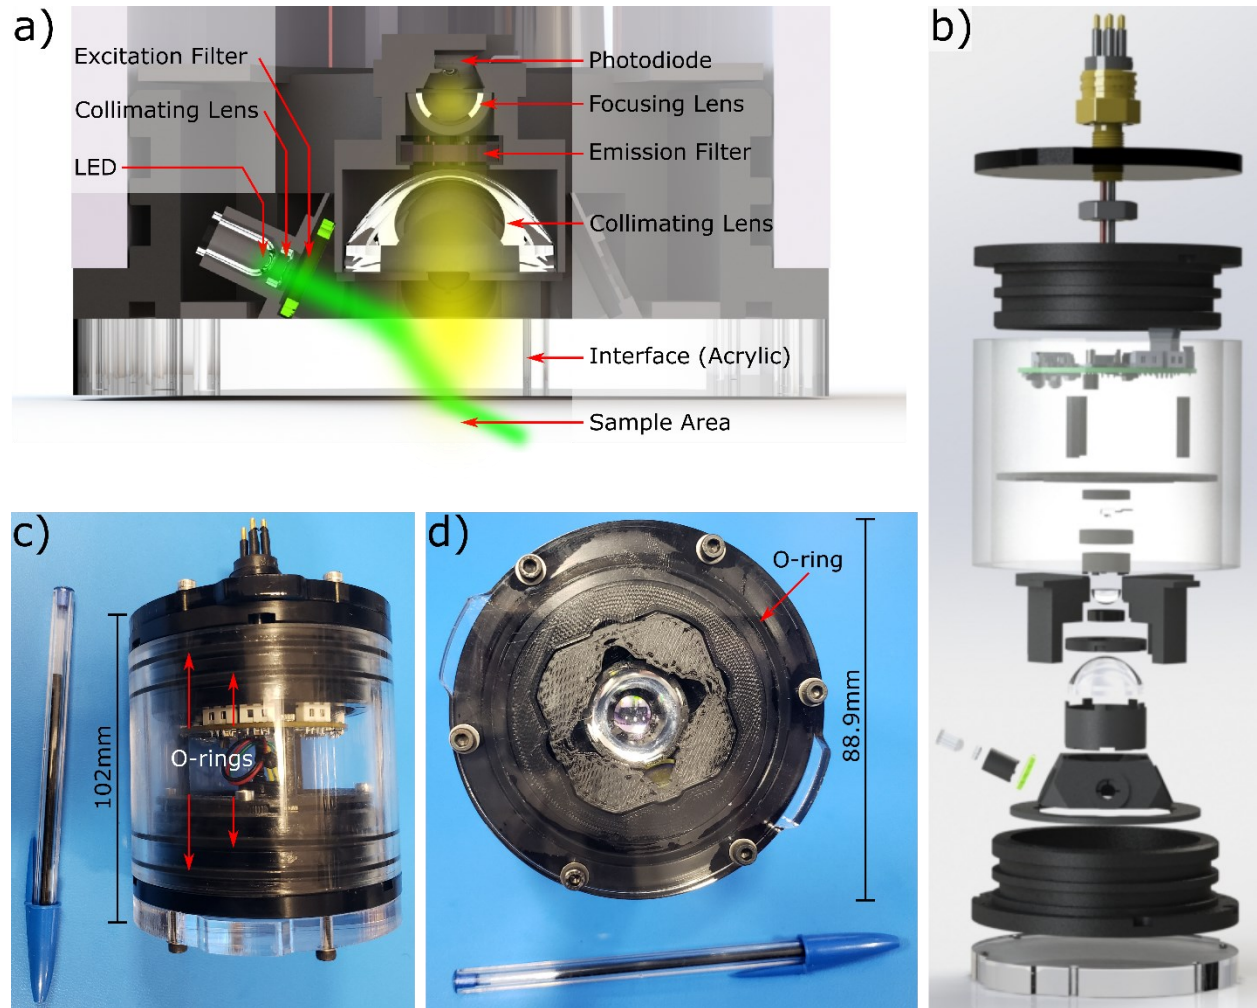 a)
Excitation Filter
Collimating Lens
LED
Photodiode
Focusing Lens
Emission Filter
Collimating Lens
Interface (Acrylic)
Sample Area
b)
c)
102mm
O-rings
d)
O-ring
88.9mm